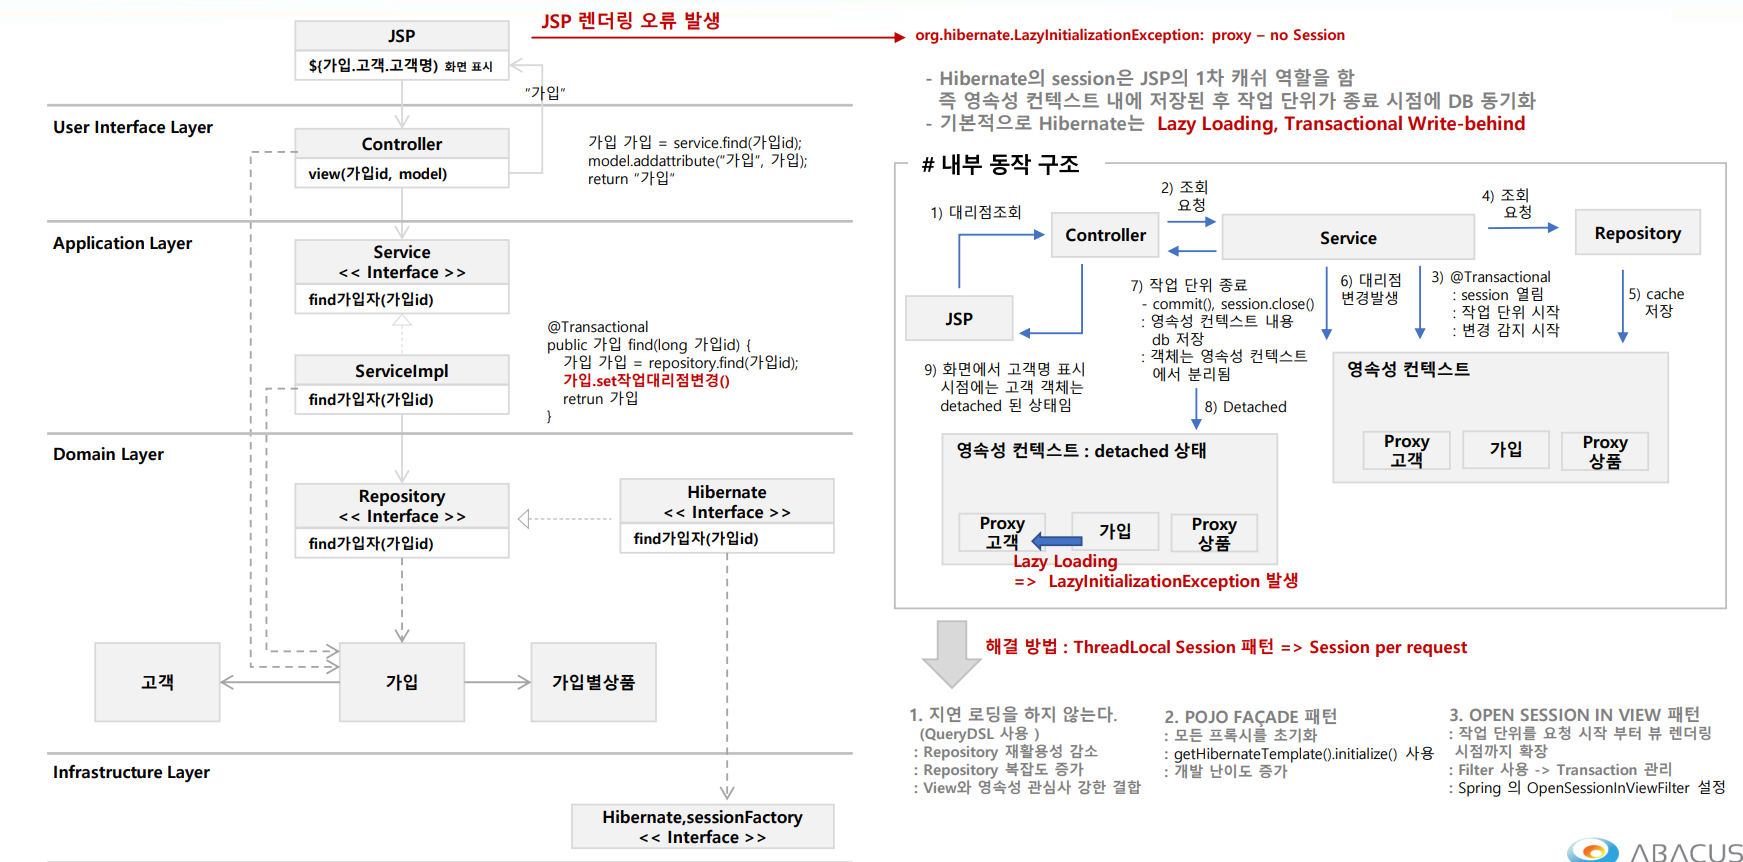 JSP 렌더링 오류 발생
org.hibernate.LazyInitializationException: proxy – no Session
JSP
${가입.고객.고객명) 화면 표시
"가입"
User Interface Layer
Controller
view(가입id, model)
가입 가입 = service.find(가입id);
model.addattribute("가입", 가입);
return "가입"
Application Layer
Service
<< Interface >>
find가입자(가입id)
@Transactional
public 가입 find(long 가입id) {
가입 가입 = repository.find(가입id);
가입.set작업대리점변경()
retrun 가입
}
ServiceImpl
find가입자(가입id)
Domain Layer
Repository
<< Interface >>
find가입자(가입id)
Hibernate
<< Interface >>
find가입자(가입id)
고객
가입
가입별상품
Infrastructure Layer
Hibernate,sessionFactory
<< Interface >>
- Hibernate의 session은 JSP의 1차 캐쉬 역할을 함
즉 영속성 컨텍스트 내에 저장된 후 작업 단위가 종료 시점에 DB 동기화
- 기본적으로 Hibernate는 Lazy Loading, Transactional Write-behind
# 내부 동작 구조
1) 대리점조회
Controller
2) 조회
요청
Service
4) 조회
요청
Repository
JSP
7) 작업 단위 종료
- commit(), session.close()
: 영속성 컨텍스트 내용
db 저장
: 객체는 영속성 컨텍스트
에서 분리됨
6) 대리점
변경발생
3) @Transactional
: session 열림
: 작업 단위 시작
: 변경 감지 시작
5) cache
저장
9) 화면에서 고객명 표시
시점에는 고객 객체는
detached 된 상태임
8) Detached
영속성 컨텍스트
Proxy
고객
가입
Proxy
상품
영속성 컨텍스트 : detached 상태
Proxy
고객
가입
Proxy
상품
Lazy Loading
=> LazyInitializationException 발생
해결 방법 : ThreadLocal Session 패턴 => Session per request
1. 지연 로딩을 하지 않는다.
(QueryDSL 사용 )
: Repository 재활용성 감소
: Repository 복잡도 증가
: View와 영속성 관심사 강한 결합
2. POJO FAÇADE 패턴
: 모든 프록시를 초기화
: getHibernateTemplate().initialize() 사용
: 개발 난이도 증가
3. OPEN SESSION IN VIEW 패턴
: 작업 단위를 요청 시작 부터 뷰 렌더링
시점까지 확장
: Filter 사용 -> Transaction 관리
: Spring 의 OpenSessionInViewFilter 설정
ABACUS